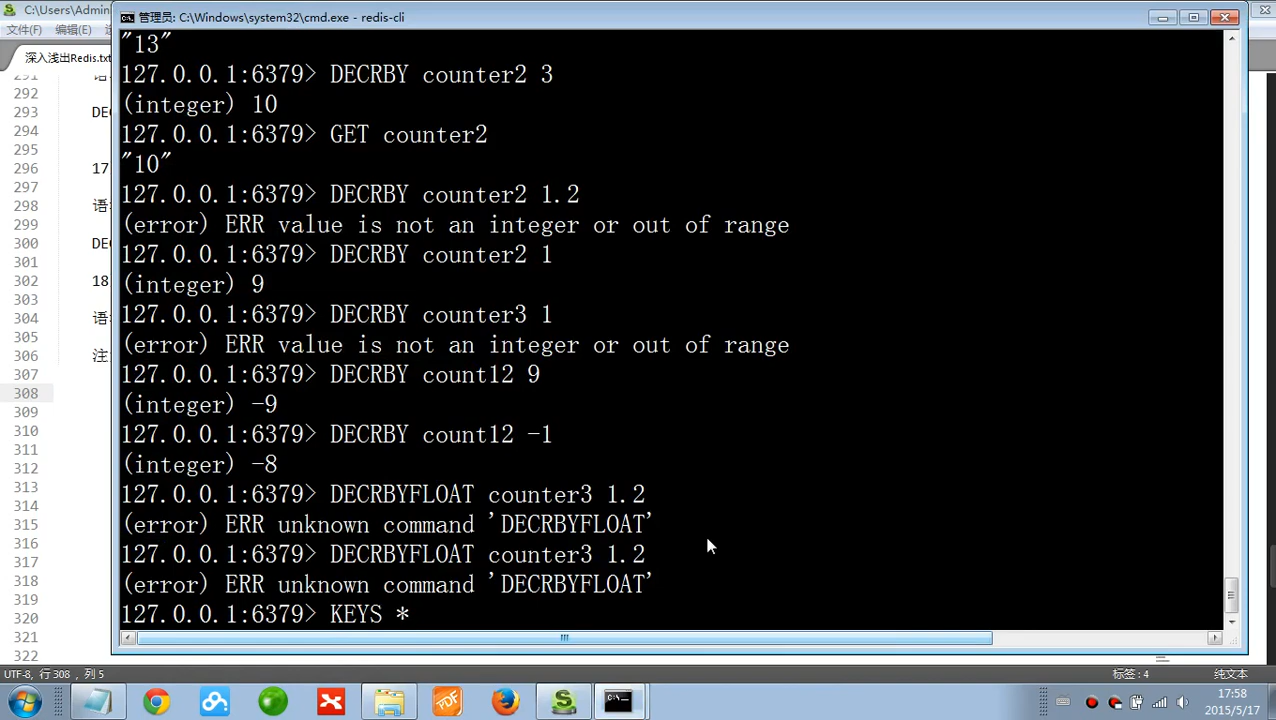 C:\Users\Admin
管理员: C:\Windows\system32\cmd.exe - redis-cli
文件(F) 编辑(E)
深入浅出Redis.txt
291
292
293 DEC
294
295
296 17
297
298 语
299
300 DEC
301
302 18
303
304 语
305
306 注
307
308
309
310
311
312
313
314
315
316
317
318
319
320
321
322
"13"
127.0.0.1:6379> DECRBY counter2 3
(integer) 10
127.0.0.1:6379> GET counter2
"10"
127.0.0.1:6379> DECRBY counter2 1.2
(error) ERR value is not an integer or out of range
127.0.0.1:6379> DECRBY counter2 1
(integer) 9
127.0.0.1:6379> DECRBY counter3 1
(error) ERR value is not an integer or out of range
127.0.0.1:6379> DECRBY count12 9
(integer) -9
127.0.0.1:6379> DECRBY count12 -1
(integer) -8
127.0.0.1:6379> DECRBYFLOAT counter3 1.2
(error) ERR unknown command 'DECRBYFLOAT'
127.0.0.1:6379> DECRBYFLOAT counter3 1.2
(error) ERR unknown command 'DECRBYFLOAT'
127.0.0.1:6379> KEYS *
UTF-8, 行 308 , 列 5
标签: 4
纯文本
PDF
17:58
2015/5/17